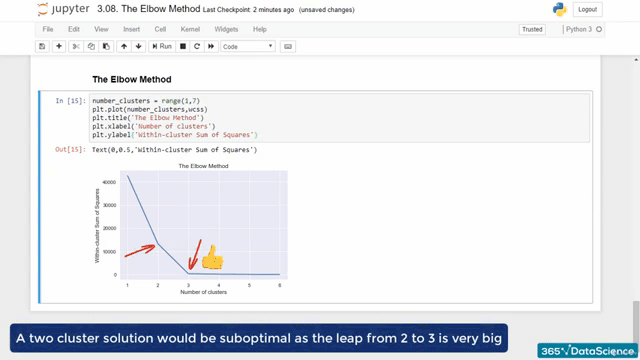 jupyter 3.08. The Elbow Method Last Checkpoint: 2 minutes ago (unsaved changes)
Logout
File Edit View Insert Cell Kernel Widgets Help
Trusted
Python 3
Run
Code
The Elbow Method
In [15]: number_clusters = range(1,7)
plt.plot(number_clusters,wcss)
plt.title('The Elbow Method')
plt.xlabel('Number of clusters')
plt.ylabel('Within-cluster Sum of Squares')
Out[15]: Text(0,0.5,'Within-cluster Sum of Squares')
The Elbow Method
Within-cluster Sum of Squares
40000
30000
20000
10000
0
1 2 3 4 5 6
Number of clusters
A two cluster solution would be suboptimal as the leap from 2 to 3 is very big
365 DataScience